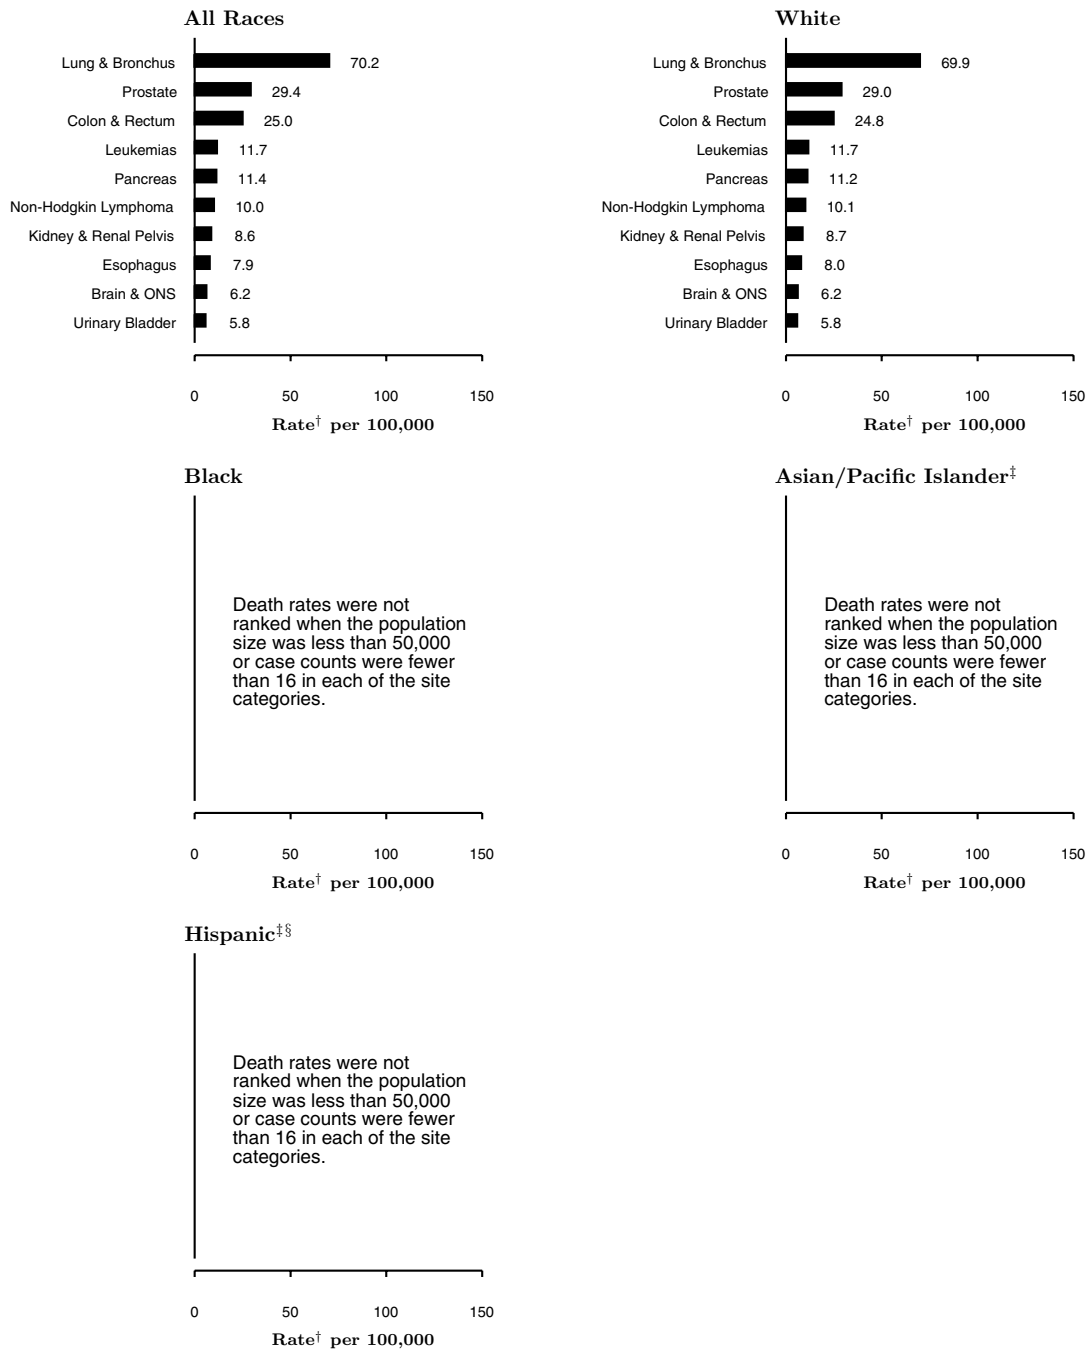 All Races
Lung & Bronchus 70.2
Prostate 29.4
Colon & Rectum 25.0
Leukemias 11.7
Pancreas 11.4
Non-Hodgkin Lymphoma 10.0
Kidney & Renal Pelvis 8.6
Esophagus 7.9
Brain & ONS 6.2
Urinary Bladder 5.8
0 50 100 150
Rate† per 100,000
White
Lung & Bronchus 69.9
Prostate 29.0
Colon & Rectum 24.8
Leukemias 11.7
Pancreas 11.2
Non-Hodgkin Lymphoma 10.1
Kidney & Renal Pelvis 8.7
Esophagus 8.0
Brain & ONS 6.2
Urinary Bladder 5.8
0 50 100 150
Rate† per 100,000
Black
Death rates were not
ranked when the population
size was less than 50,000
or case counts were fewer
than 16 in each of the site
categories.
0 50 100 150
Rate† per 100,000
Asian/Pacific Islander‡
Death rates were not
ranked when the population
size was less than 50,000
or case counts were fewer
than 16 in each of the site
categories.
0 50 100 150
Rate† per 100,000
Hispanic‡§
Death rates were not
ranked when the population
size was less than 50,000
or case counts were fewer
than 16 in each of the site
categories.
0 50 100 150
Rate† per 100,000